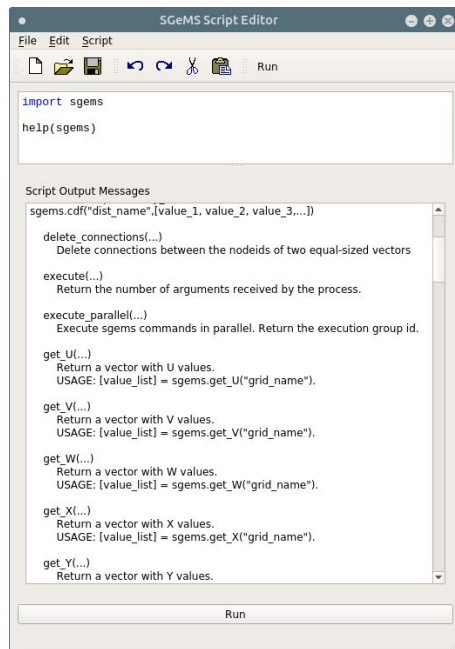 SGeMS Script Editor
File Edit Script
Run
import sgems
help(sgems)
Script Output Messages
sgems.cdf("dist_name",[value_1, value_2, value_3,...])
delete_connections(...)
Delete connections between the nodeids of two equal-sized vectors
execute(...)
Return the number of arguments received by the process.
execute_parallel(...)
Execute sgems commands in parallel. Return the execution group id.
get_U(...)
Return a vector with U values.
USAGE: [value_list] = sgems.get_U("grid_name").
get_V(...)
Return a vector with V values.
USAGE: [value_list] = sgems.get_V("grid_name").
get_W(...)
Return a vector with W values.
USAGE: [value_list] = sgems.get_W("grid_name").
get_X(...)
Return a vector with X values.
USAGE: [value_list] = sgems.get_X("grid_name").
get_Y(...)
Return a vector with Y values.
Run